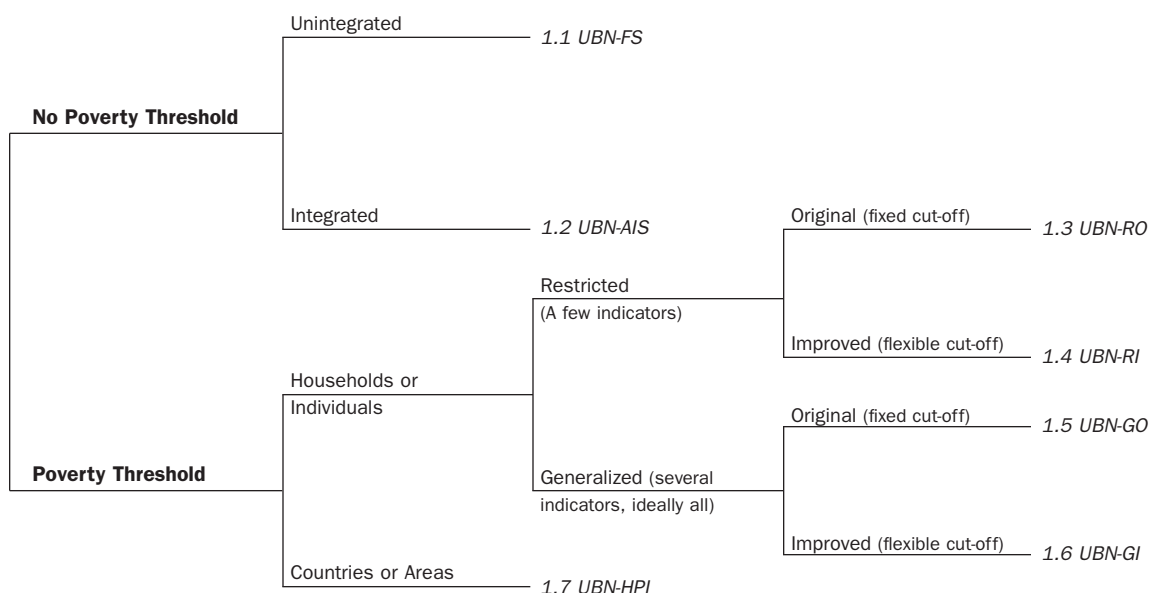 Unintegrated
1.1 UBN-FS
No Poverty Threshold
Integrated
1.2 UBN-AIS
Original (fixed cut-off)
1.3 UBN-RO
Restricted
(A few indicators)
Improved (flexible cut-off)
1.4 UBN-RI
Households or
Individuals
Original (fixed cut-off)
1.5 UBN-GO
Poverty Threshold
Generalized (several
indicators, ideally all)
Improved (flexible cut-off)
1.6 UBN-GI
Countries or Areas
1.7 UBN-HPI